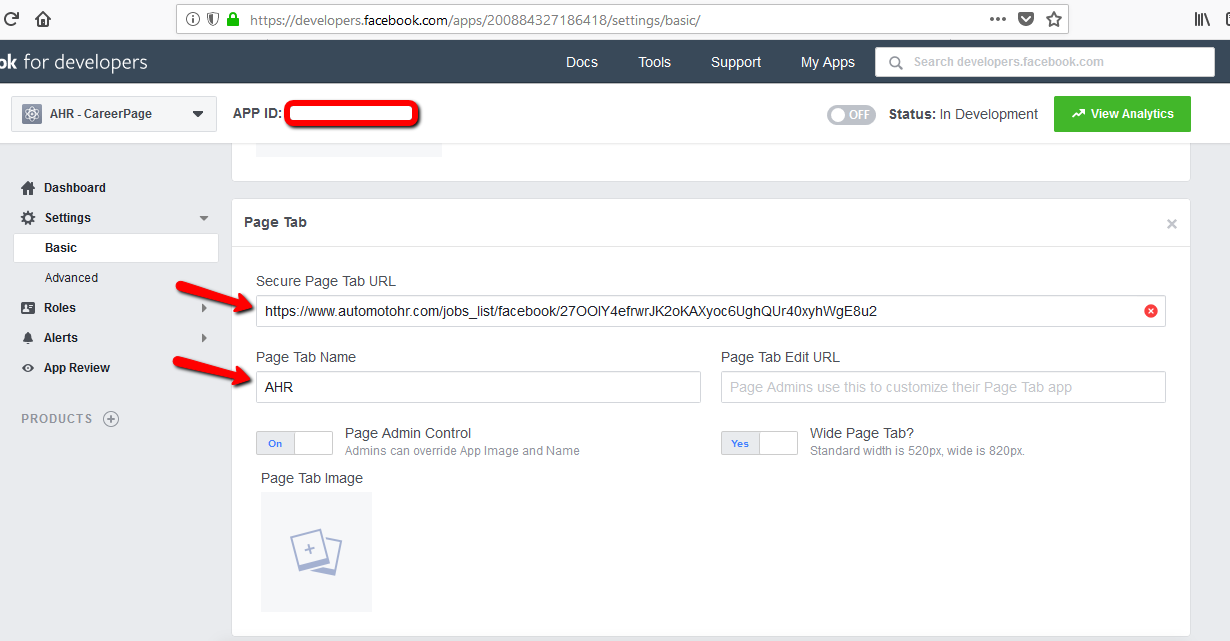 https://developers.facebook.com/apps/200884327186418/settings/basic/
ok for developers
Docs
Tools
Support
My Apps
Search developers.facebook.com
AHR - CareerPage
APP ID:
OFF
Status: In Development
View Analytics
Dashboard
Settings
Basic
Advanced
Roles
Alerts
App Review
PRODUCTS
Page Tab
Secure Page Tab URL
https://www.automotohr.com/jobs_list/facebook/27OOlY4efrwrJK2oKAXyoc6UghQUr40xyhWgE8u2
Page Tab Name
Page Tab Edit URL
AHR
Page Admins use this to customize their Page Tab app
On
Page Admin Control
Admins can override App Image and Name
Yes
Wide Page Tab?
Standard width is 520px, wide is 820px.
Page Tab Image